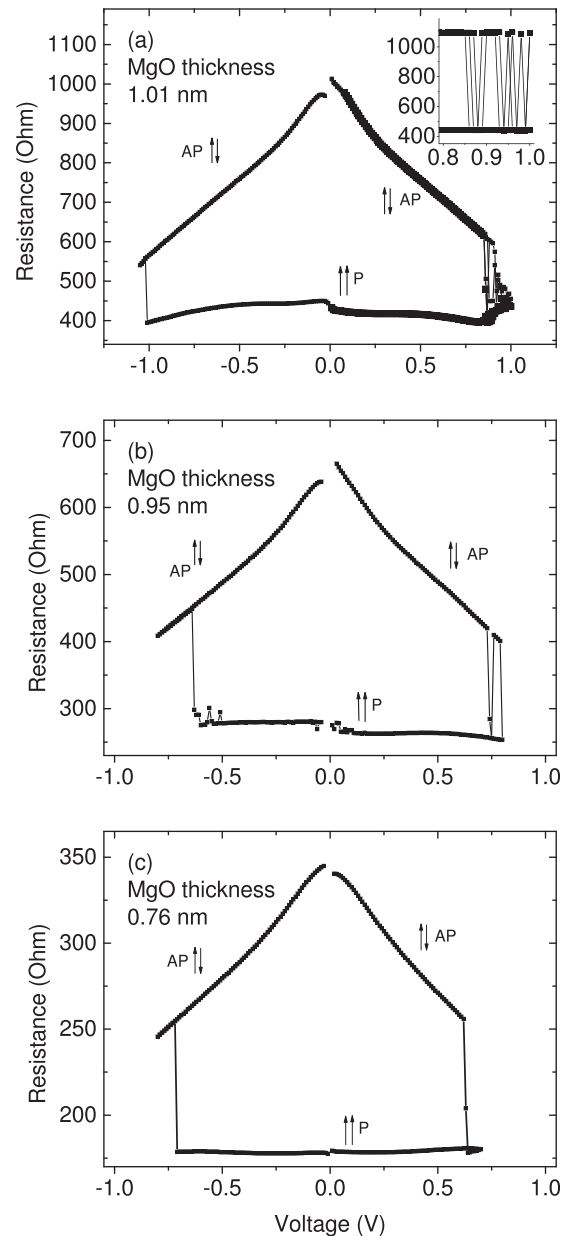 (a)
MgO thickness
1.01 nm
1100
1000
900
800
700
600
500
400
Resistance (Ohm)
AP
AP
P
1000
800
600
400
0.8 0.9 1.0
-1.0 -0.5 0.0 0.5 1.0
(b)
MgO thickness
0.95 nm
700
600
500
400
300
Resistance (Ohm)
AP
AP
P
-1.0 -0.5 0.0 0.5 1.0
(c)
MgO thickness
0.76 nm
350
300
250
200
Resistance (Ohm)
AP
AP
P
-1.0 -0.5 0.0 0.5 1.0
Voltage (V)